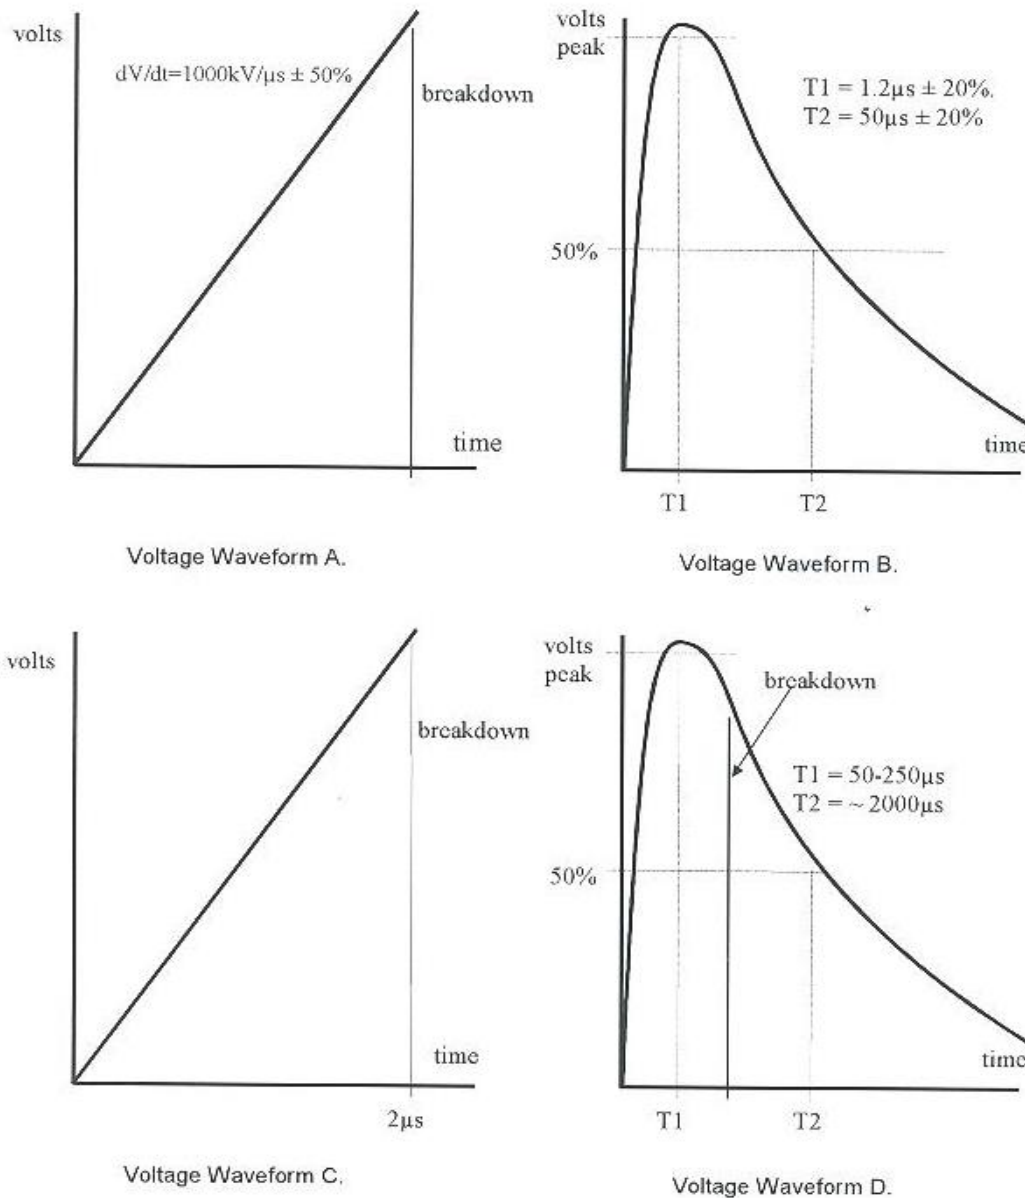 volts
dV/dt=1000kV/µs ± 50%
breakdown
time
Voltage Waveform A.
volts
peak
T1 = 1.2µs ± 20%.
T2 = 50µs ± 20%
50%
time
T1
T2
Voltage Waveform B.
volts
breakdown
time
2µs
Voltage Waveform C.
volts
peak
breakdown
T1 = 50-250µs
T2 = ~ 2000µs
50%
time
T1
T2
Voltage Waveform D.